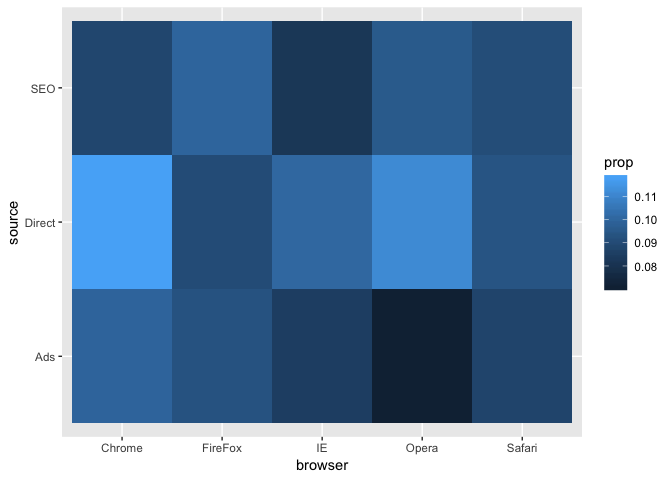 SEO
Direct
Ads
source
Chrome
FireFox
IE
Opera
Safari
browser
prop
0.11
0.10
0.09
0.08